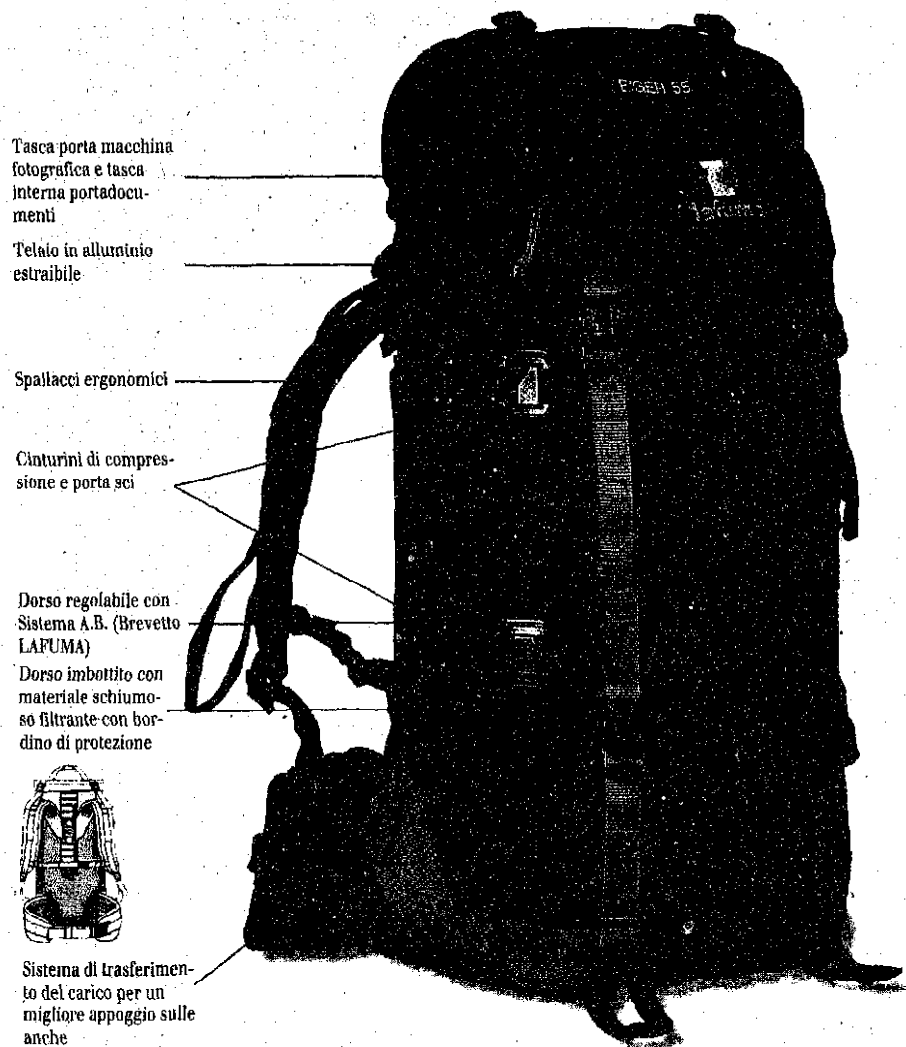 EIGER 55
lafuma
Tasca porta macchina
fotografica e tasca
interna portadocu-
menti
Telaio in alluminio
estraibile
Spallacci ergonomici
Cinturini di compres-
sione e porta sci
Dorso regolabile con
Sistema A.B. (Brevetto
LAFUMA)
Dorso imbottito con
materiale schiumo-
so filtrante con bor-
dino di protezione
Sistema di trasferimen-
to del carico per un
migliore appoggio sulle
anche